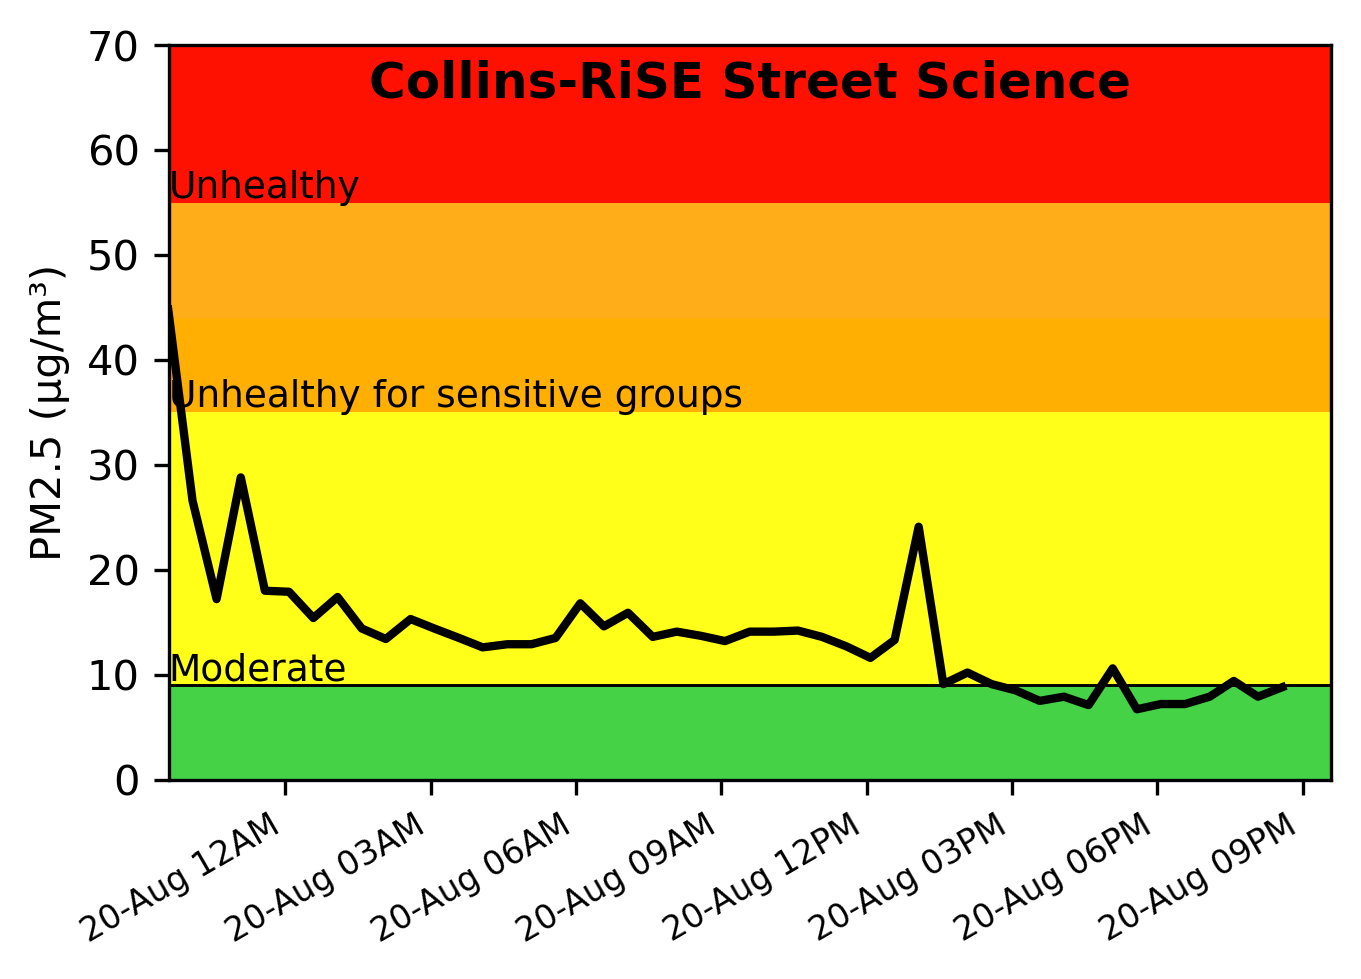 Collins-RiSE Street Science
70
60
50
40
30
20
10
0
PM2.5 (µg/m³)
Unhealthy
Unhealthy for sensitive groups
Moderate
20-Aug 12AM
20-Aug 03AM
20-Aug 06AM
20-Aug 09AM
20-Aug 12PM
20-Aug 03PM
20-Aug 06PM
20-Aug 09PM